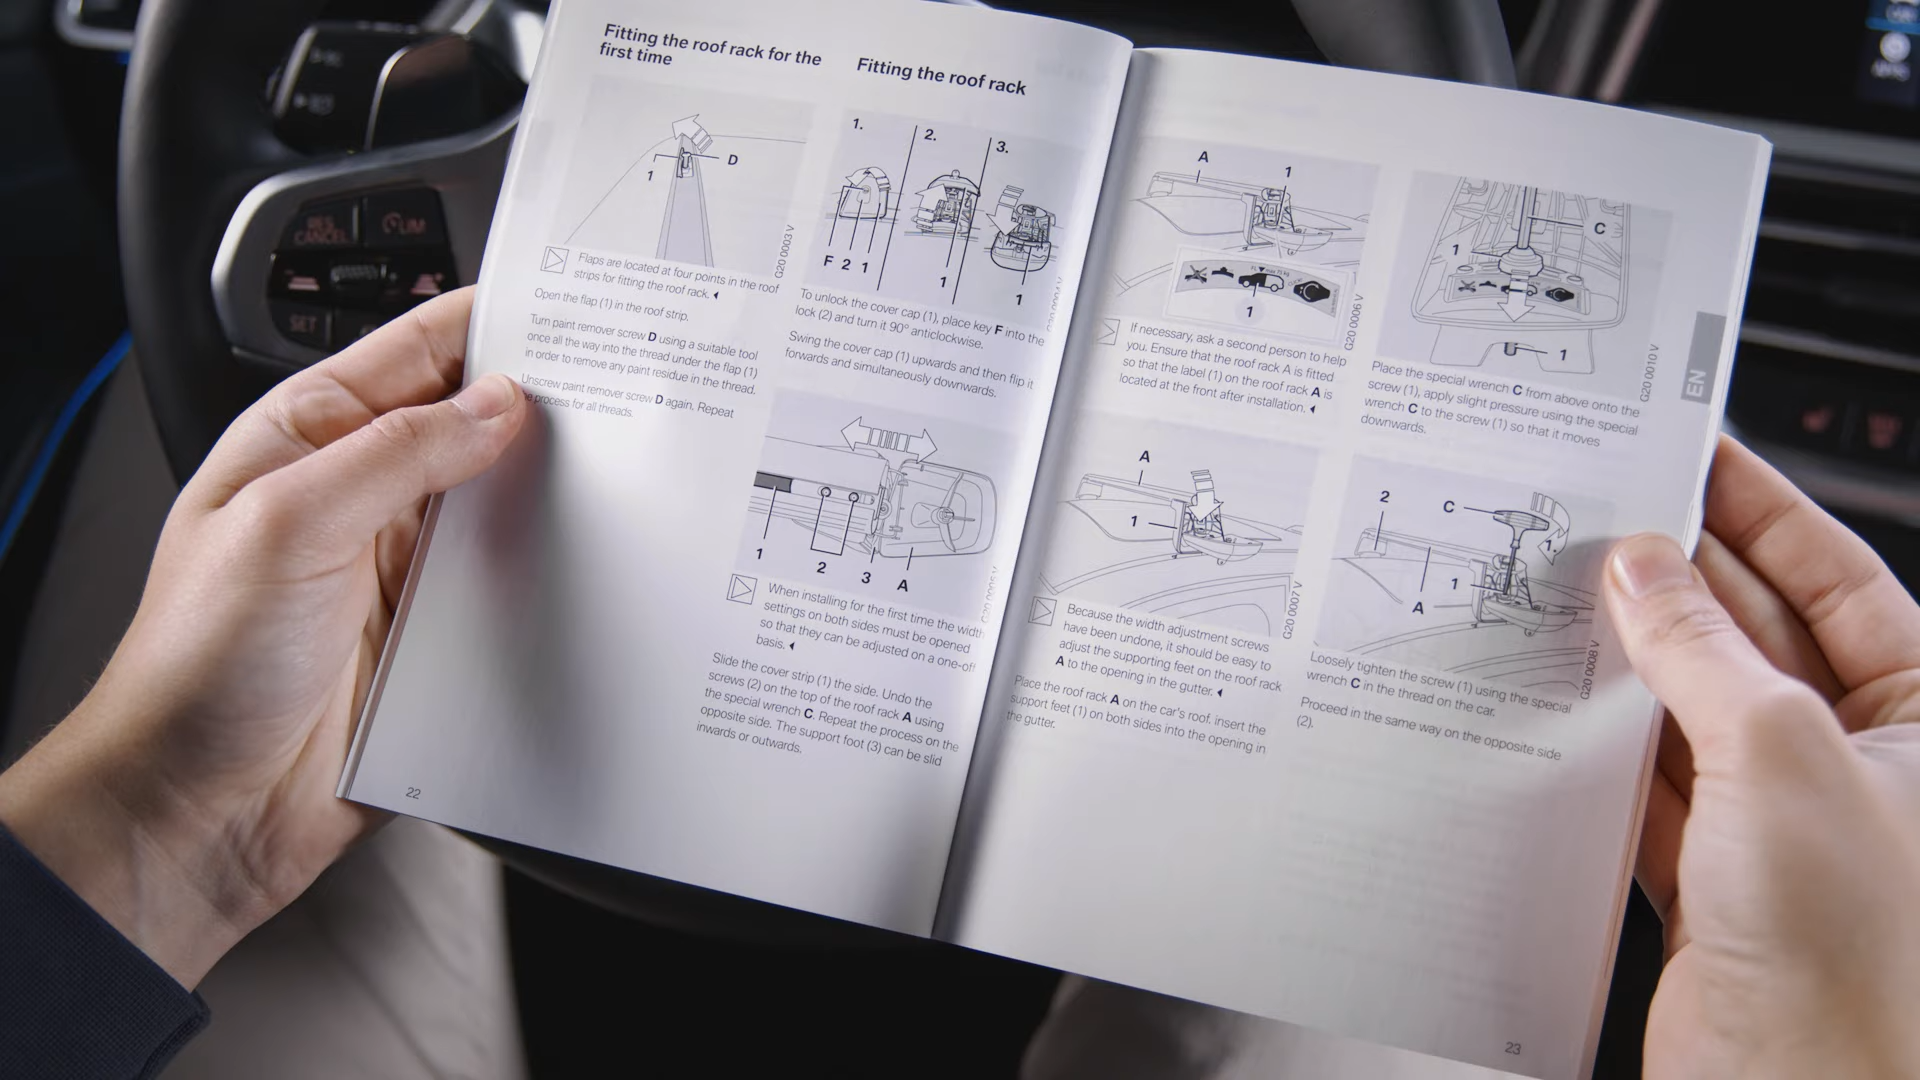 Fitting the roof rack for the
first time
1
D
G20 0003 V
Flaps are located at four points in the roof
strips for fitting the roof rack.
Open the flap (1) in the roof strip.
Turn paint remover screw D using a suitable tool
once all the way into the thread under the flap (1)
in order to remove any paint residue in the thread.
Unscrew paint remover screw D again. Repeat
process for all threads.
22
Fitting the roof rack
1.
2.
3.
F 2 1
1
1
To unlock the cover cap (1), place key F into the
lock (2) and turn it 90° anticlockwise.
Swing the cover cap (1) upwards and then flip it
forwards and simultaneously downwards.
1
2
3
A
When installing for the first time the width
settings on both sides must be opened
so that they can be adjusted on a one-off
basis.
Slide the cover strip (1) the side. Undo the
screws (2) on the top of the roof rack A using
the special wrench C. Repeat the process on the
opposite side. The support foot (3) can be slid
inwards or outwards.
A
1
1
G20 0006 V
If necessary, ask a second person to help
you. Ensure that the roof rack A is fitted
so that the label (1) on the roof rack A is
located at the front after installation.
A
1
G20 0007 V
Because the width adjustment screws
have been undone, it should be easy to
adjust the supporting feet on the roof rack
A to the opening in the gutter.
Place the roof rack A on the car's roof. insert the
support feet (1) on both sides into the opening in
the gutter.
C
1
1
G20 0010 V
Place the special wrench C from above onto the
screw (1), apply slight pressure using the special
wrench C to the screw (1) so that it moves
downwards.
2
C
1.
1
A
G20 0008 V
Loosely tighten the screw (1) using the special
wrench C in the thread on the car.
Proceed in the same way on the opposite side
(2).
EN
23
RES
CANCEL
LIM
SET